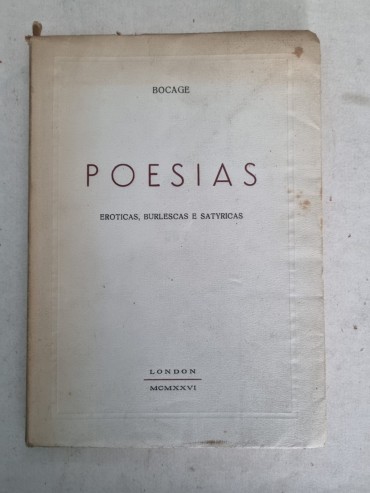 BOCAGE
POESIAS
EROTICAS, BURLESCAS E SATYRICAS
LONDON
MCMXXVI